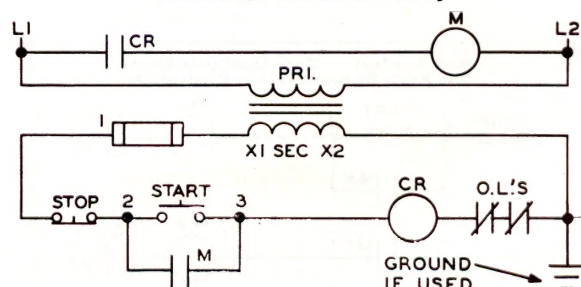 L1
M
L2
CR
PRI.
1
X1 SEC X2
STOP
2
START
3
CR
O.L.'S
M
GROUND
IF USED